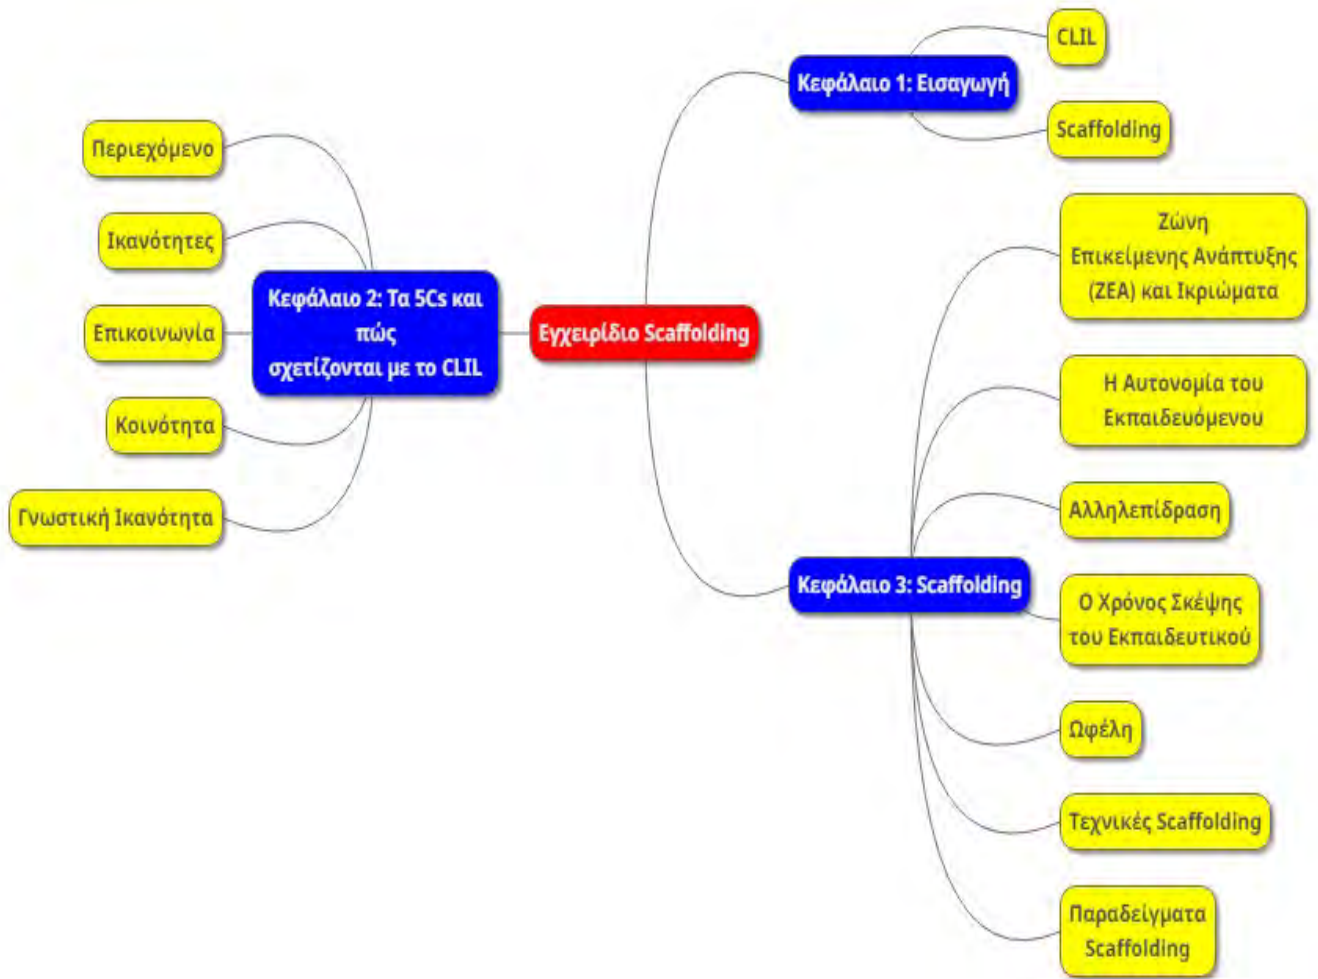 Εγχειρίδιο Scaffolding
Κεφάλαιο 1: Εισαγωγή
CLIL
Scaffolding
Κεφάλαιο 2: Τα 5Cs και
πώς
σχετίζονται με το CLIL
Περιεχόμενο
Ικανότητες
Επικοινωνία
Κοινότητα
Γνωστική Ικανότητα
Κεφάλαιο 3: Scaffolding
Ζώνη
Επικείμενης Ανάπτυξης
(ΖΕΑ) και Ικριώματα
Η Αυτονομία του
Εκπαιδευόμενου
Αλληλεπίδραση
Ο Χρόνος Σκέψης
του Εκπαιδευτικού
Ωφέλη
Τεχνικές Scaffolding
Παραδείγματα
Scaffolding